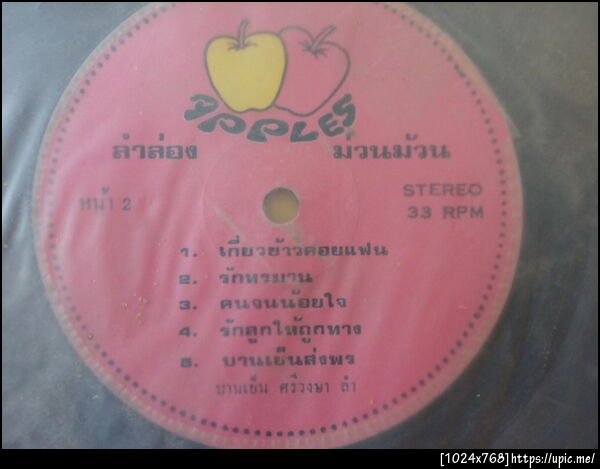 APPLES
ลำล่อง ม่วนม้วน
หน้า 2 STEREO
33 RPM
1. เกี่ยวข้าวคอยแฟน
2. รักทรมาน
3. คนจนน้อยใจ
4. รักลูกให้ถูกทาง
5. บานเย็นส่งพร
บานเย็น ศรีวงษา ลำ
[1024x768]https://upic.me/